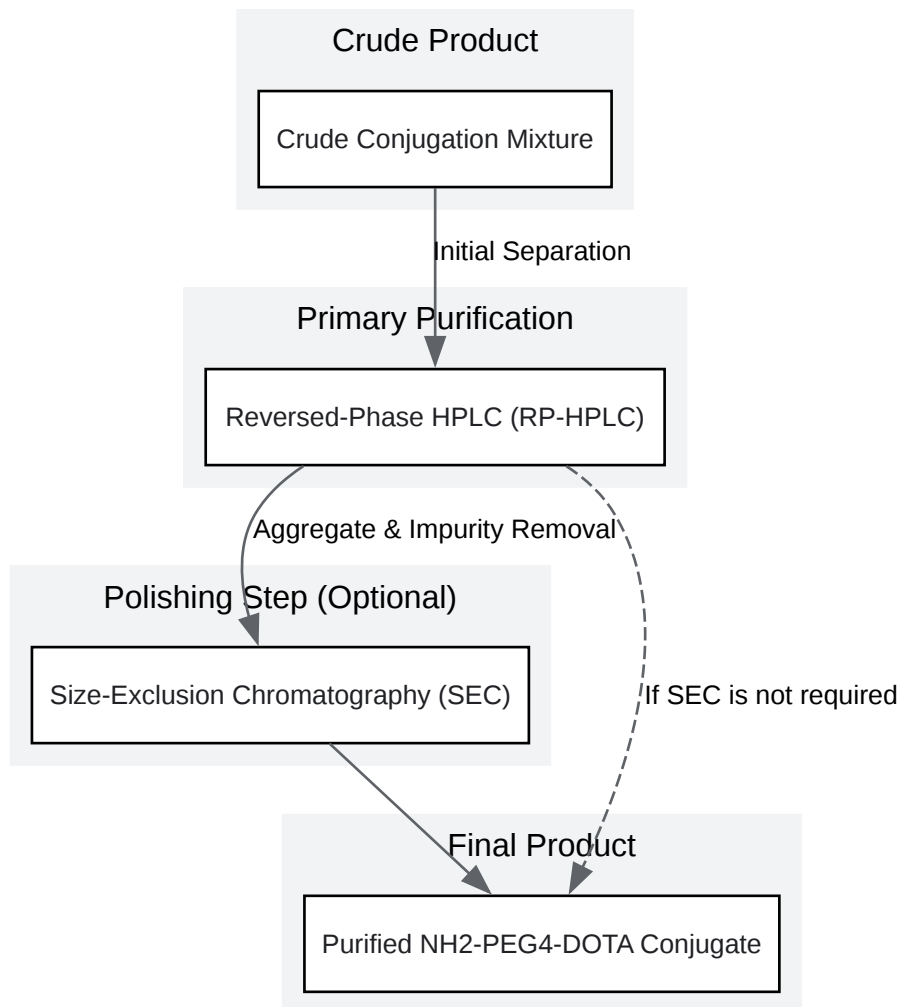 Crude Product
Crude Conjugation Mixture
Initial Separation
Primary Purification
Reversed-Phase HPLC (RP-HPLC)
Aggregate & Impurity Removal
Polishing Step (Optional)
Size-Exclusion Chromatography (SEC)
If SEC is not required
Final Product
Purified NH2-PEG4-DOTA Conjugate